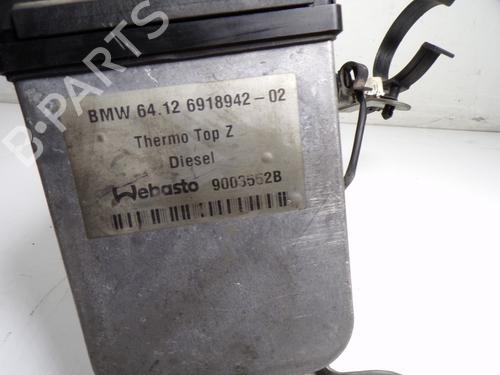 BMW 64.12 6918942-02
Thermo Top Z
Diesel
Webasto 9003562B
B-PARTS